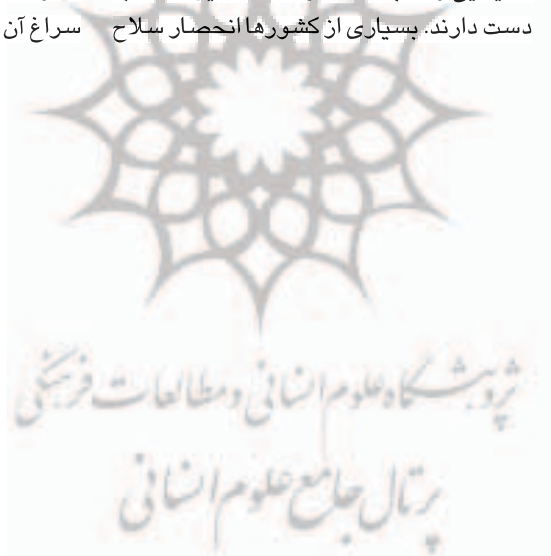 دست دارند. بسیاری از کشورها انحصار سلاح سراغ آن
پژوهشگاه علوم انسانی و مطالعات فرهنگی
پرتال جامع علوم انسانی